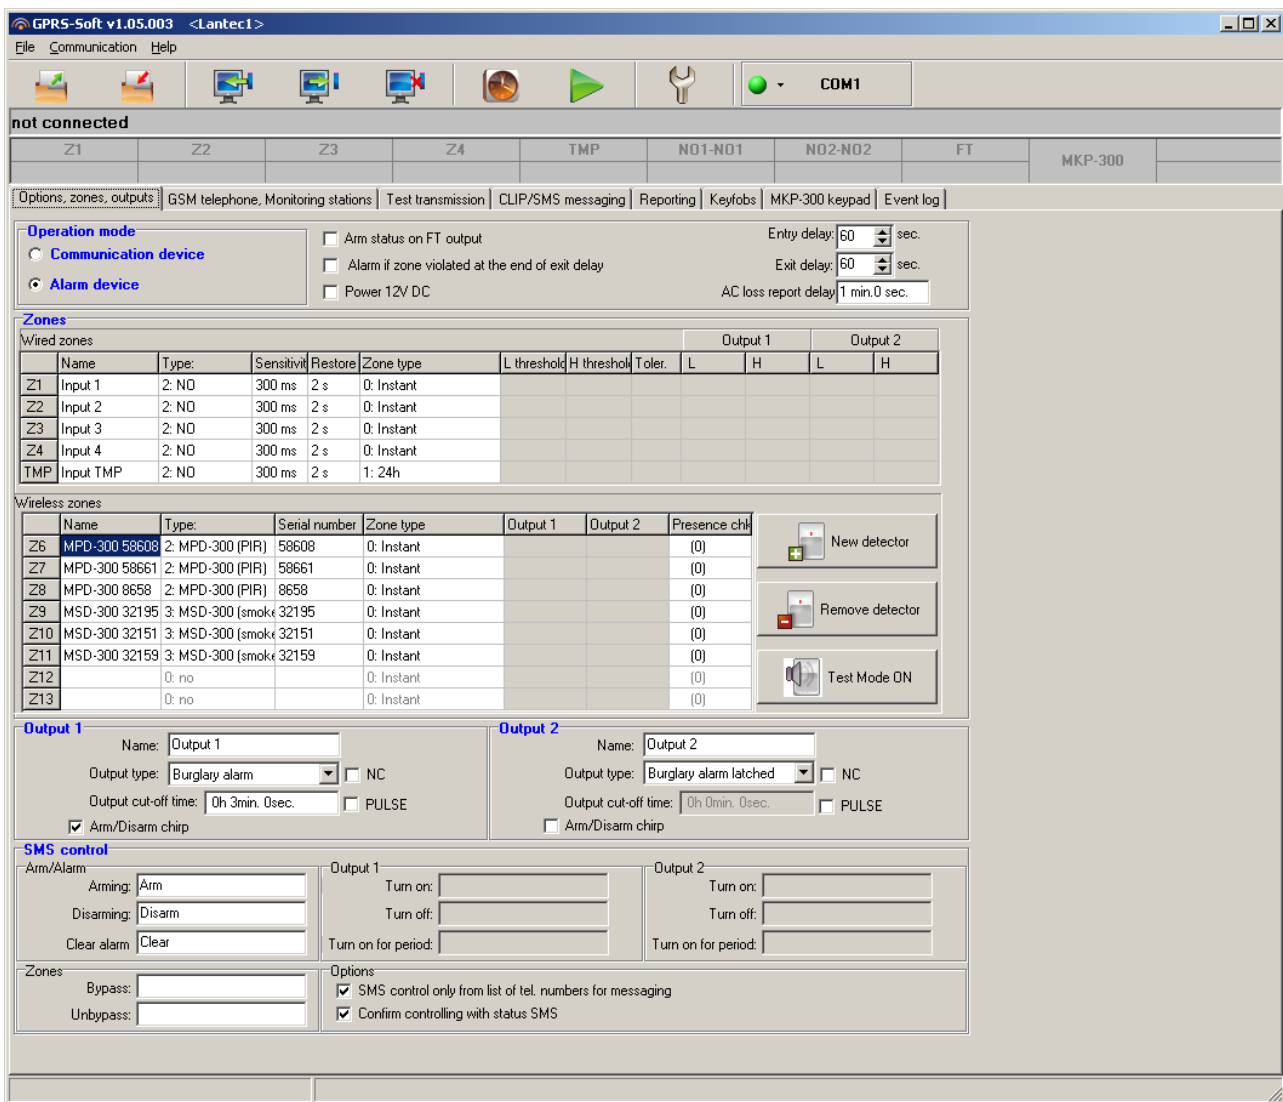 GPRS-Soft v1.05.003 <Lantec1>
File Communication Help
COM1
not connected
Z1 Z2 Z3 Z4 TMP NO1-NO1 NO2-NO2 FT MKP-300
Options, zones, outputs GSM telephone, Monitoring stations Test transmission CLIP/SMS messaging Reporting Keyfobs MKP-300 keypad Event log
Operation mode
Communication device
Alarm device
Arm status on FT output
Alarm if zone violated at the end of exit delay
Power 12V DC
Entry delay: 60 sec.
Exit delay: 60 sec.
AC loss report delay 1 min.0 sec.
Zones
Wired zones Output 1 Output 2
Name Type: Sensitivit Restore Zone type L threshold H threshold Toler. L H L H
Z1 Input 1 2: NO 300 ms 2 s 0: Instant
Z2 Input 2 2: NO 300 ms 2 s 0: Instant
Z3 Input 3 2: NO 300 ms 2 s 0: Instant
Z4 Input 4 2: NO 300 ms 2 s 0: Instant
TMP Input TMP 2: NO 300 ms 2 s 1: 24h
Wireless zones
Name Type: Serial number Zone type Output 1 Output 2 Presence chk
Z6 MPD-300 58608 2: MPD-300 (PIR) 58608 0: Instant (0)
Z7 MPD-300 58661 2: MPD-300 (PIR) 58661 0: Instant (0)
Z8 MPD-300 8658 2: MPD-300 (PIR) 8658 0: Instant (0)
Z9 MSD-300 32195 3: MSD-300 (smoke 32195 0: Instant (0)
Z10 MSD-300 32151 3: MSD-300 (smoke 32151 0: Instant (0)
Z11 MSD-300 32159 3: MSD-300 (smoke 32159 0: Instant (0)
Z12 0: no 0: Instant (0)
Z13 0: no 0: Instant (0)
New detector
Remove detector
Test Mode ON
Output 1
Name: Output 1
Output type: Burglary alarm NC
Output cut-off time: 0h 3min. 0sec. PULSE
Arm/Disarm chirp
Output 2
Name: Output 2
Output type: Burglary alarm latched NC
Output cut-off time: 0h 0min. 0sec. PULSE
Arm/Disarm chirp
SMS control
Arm/Alarm
Arming: Arm
Disarming: Disarm
Clear alarm Clear
Output 1
Turn on:
Turn off:
Turn on for period:
Output 2
Turn on:
Turn off:
Turn on for period:
Zones
Bypass:
Unbypass:
Options
SMS control only from list of tel. numbers for messaging
Confirm controlling with status SMS